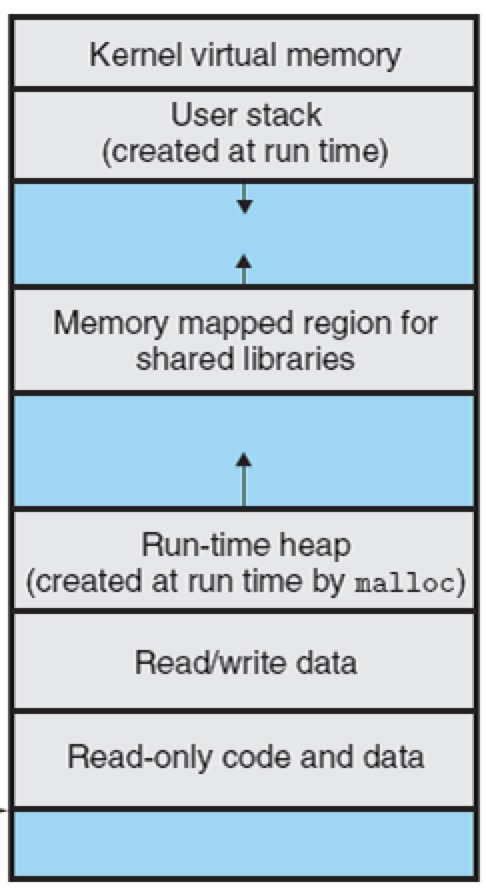 Kernel virtual memory
User stack
(created at run time)
Memory mapped region for
shared libraries
Run-time heap
(created at run time by malloc)
Read/write data
Read-only code and data